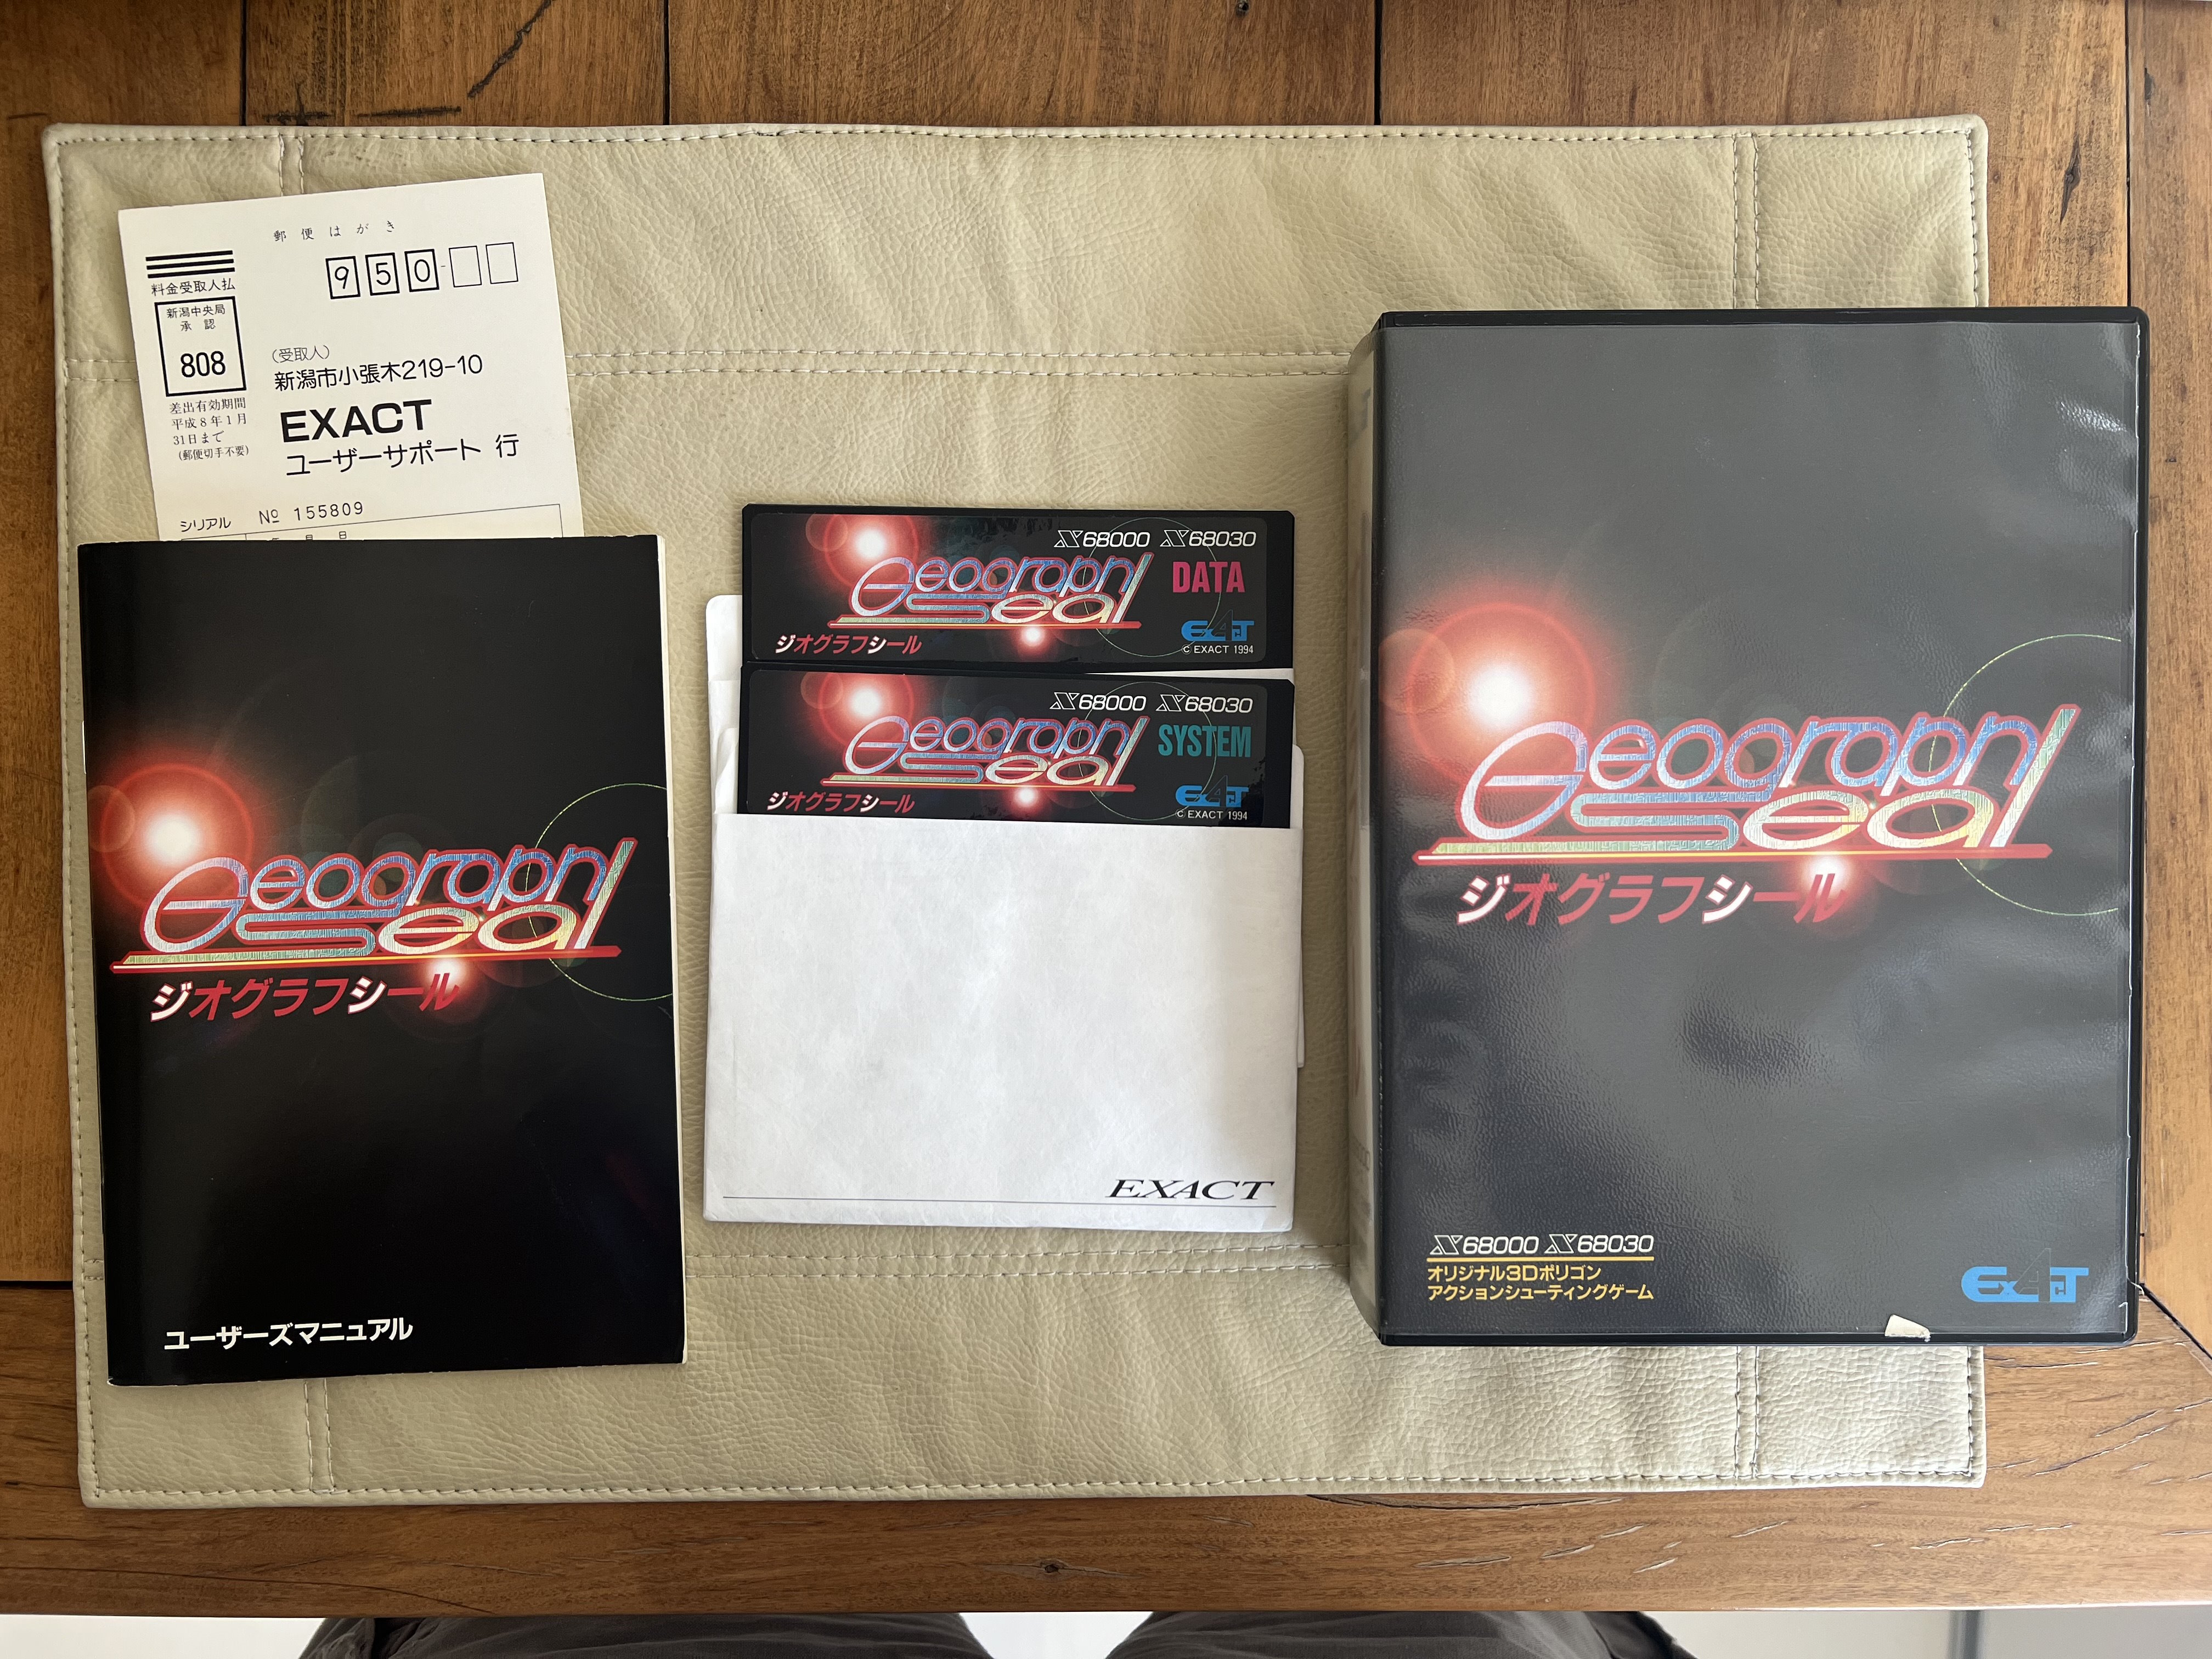 郵便はがき
950-
料金受取人払
新潟中央局
承認
808
差出有効期間
平成8年1月
31日まで
(郵便切手不要)
(受取人)
新潟市小張木219-10
EXACT
ユーザーサポート 行
シリアル № 155809
月 日
Geograph
Seal
ジオグラフシール
ユーザーズマニュアル
X68000 X68030
Geograph
Seal
DATA
ジオグラフシール
EXACT
© EXACT 1994
X68000 X68030
Geograph
Seal
SYSTEM
ジオグラフシール
EXACT
© EXACT 1994
EXACT
Geograph
Seal
ジオグラフシール
X68000 X68030
オリジナル3Dポリゴン
アクションシューティングゲーム
EXACT